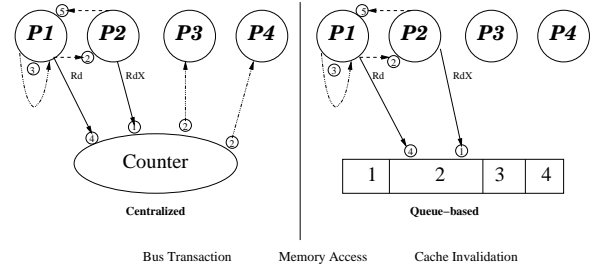 P1 P2 P3 P4
5
3
2
Rd
RdX
4
1
2
2
Counter
Centralized
P1 P2 P3 P4
5
3
2
Rd
RdX
4
1
1 2 3 4
Queue-based
Bus Transaction Memory Access Cache Invalidation